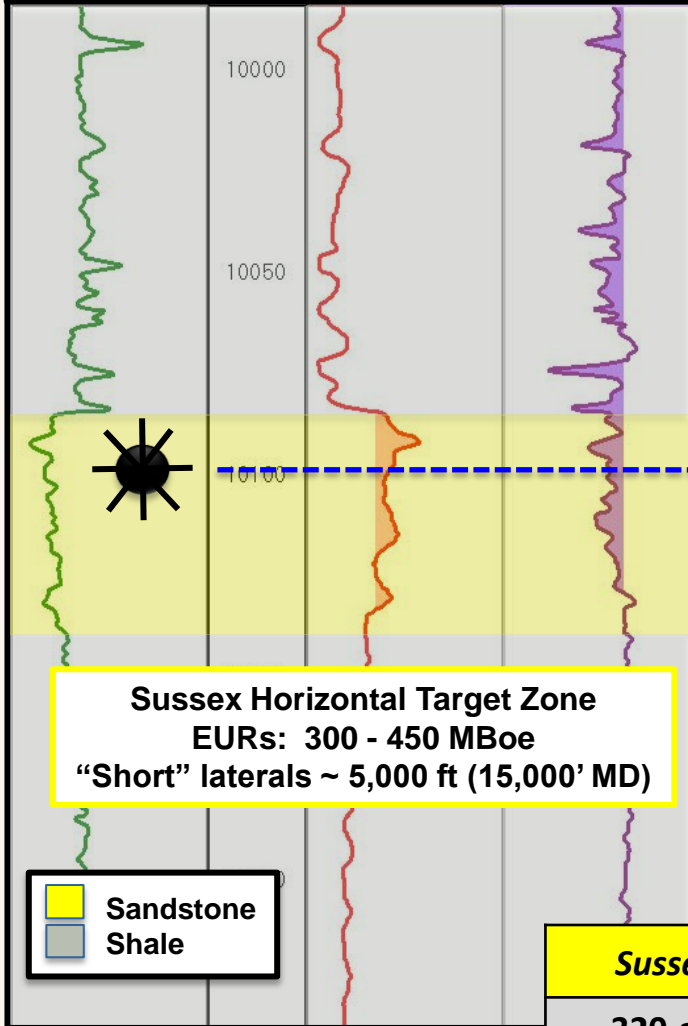 10000
10050
10100
Sussex Horizontal Target Zone
EURs: 300 - 450 MBoe
“Short” laterals ~ 5,000 ft (15,000’ MD)
Sandstone
Shale